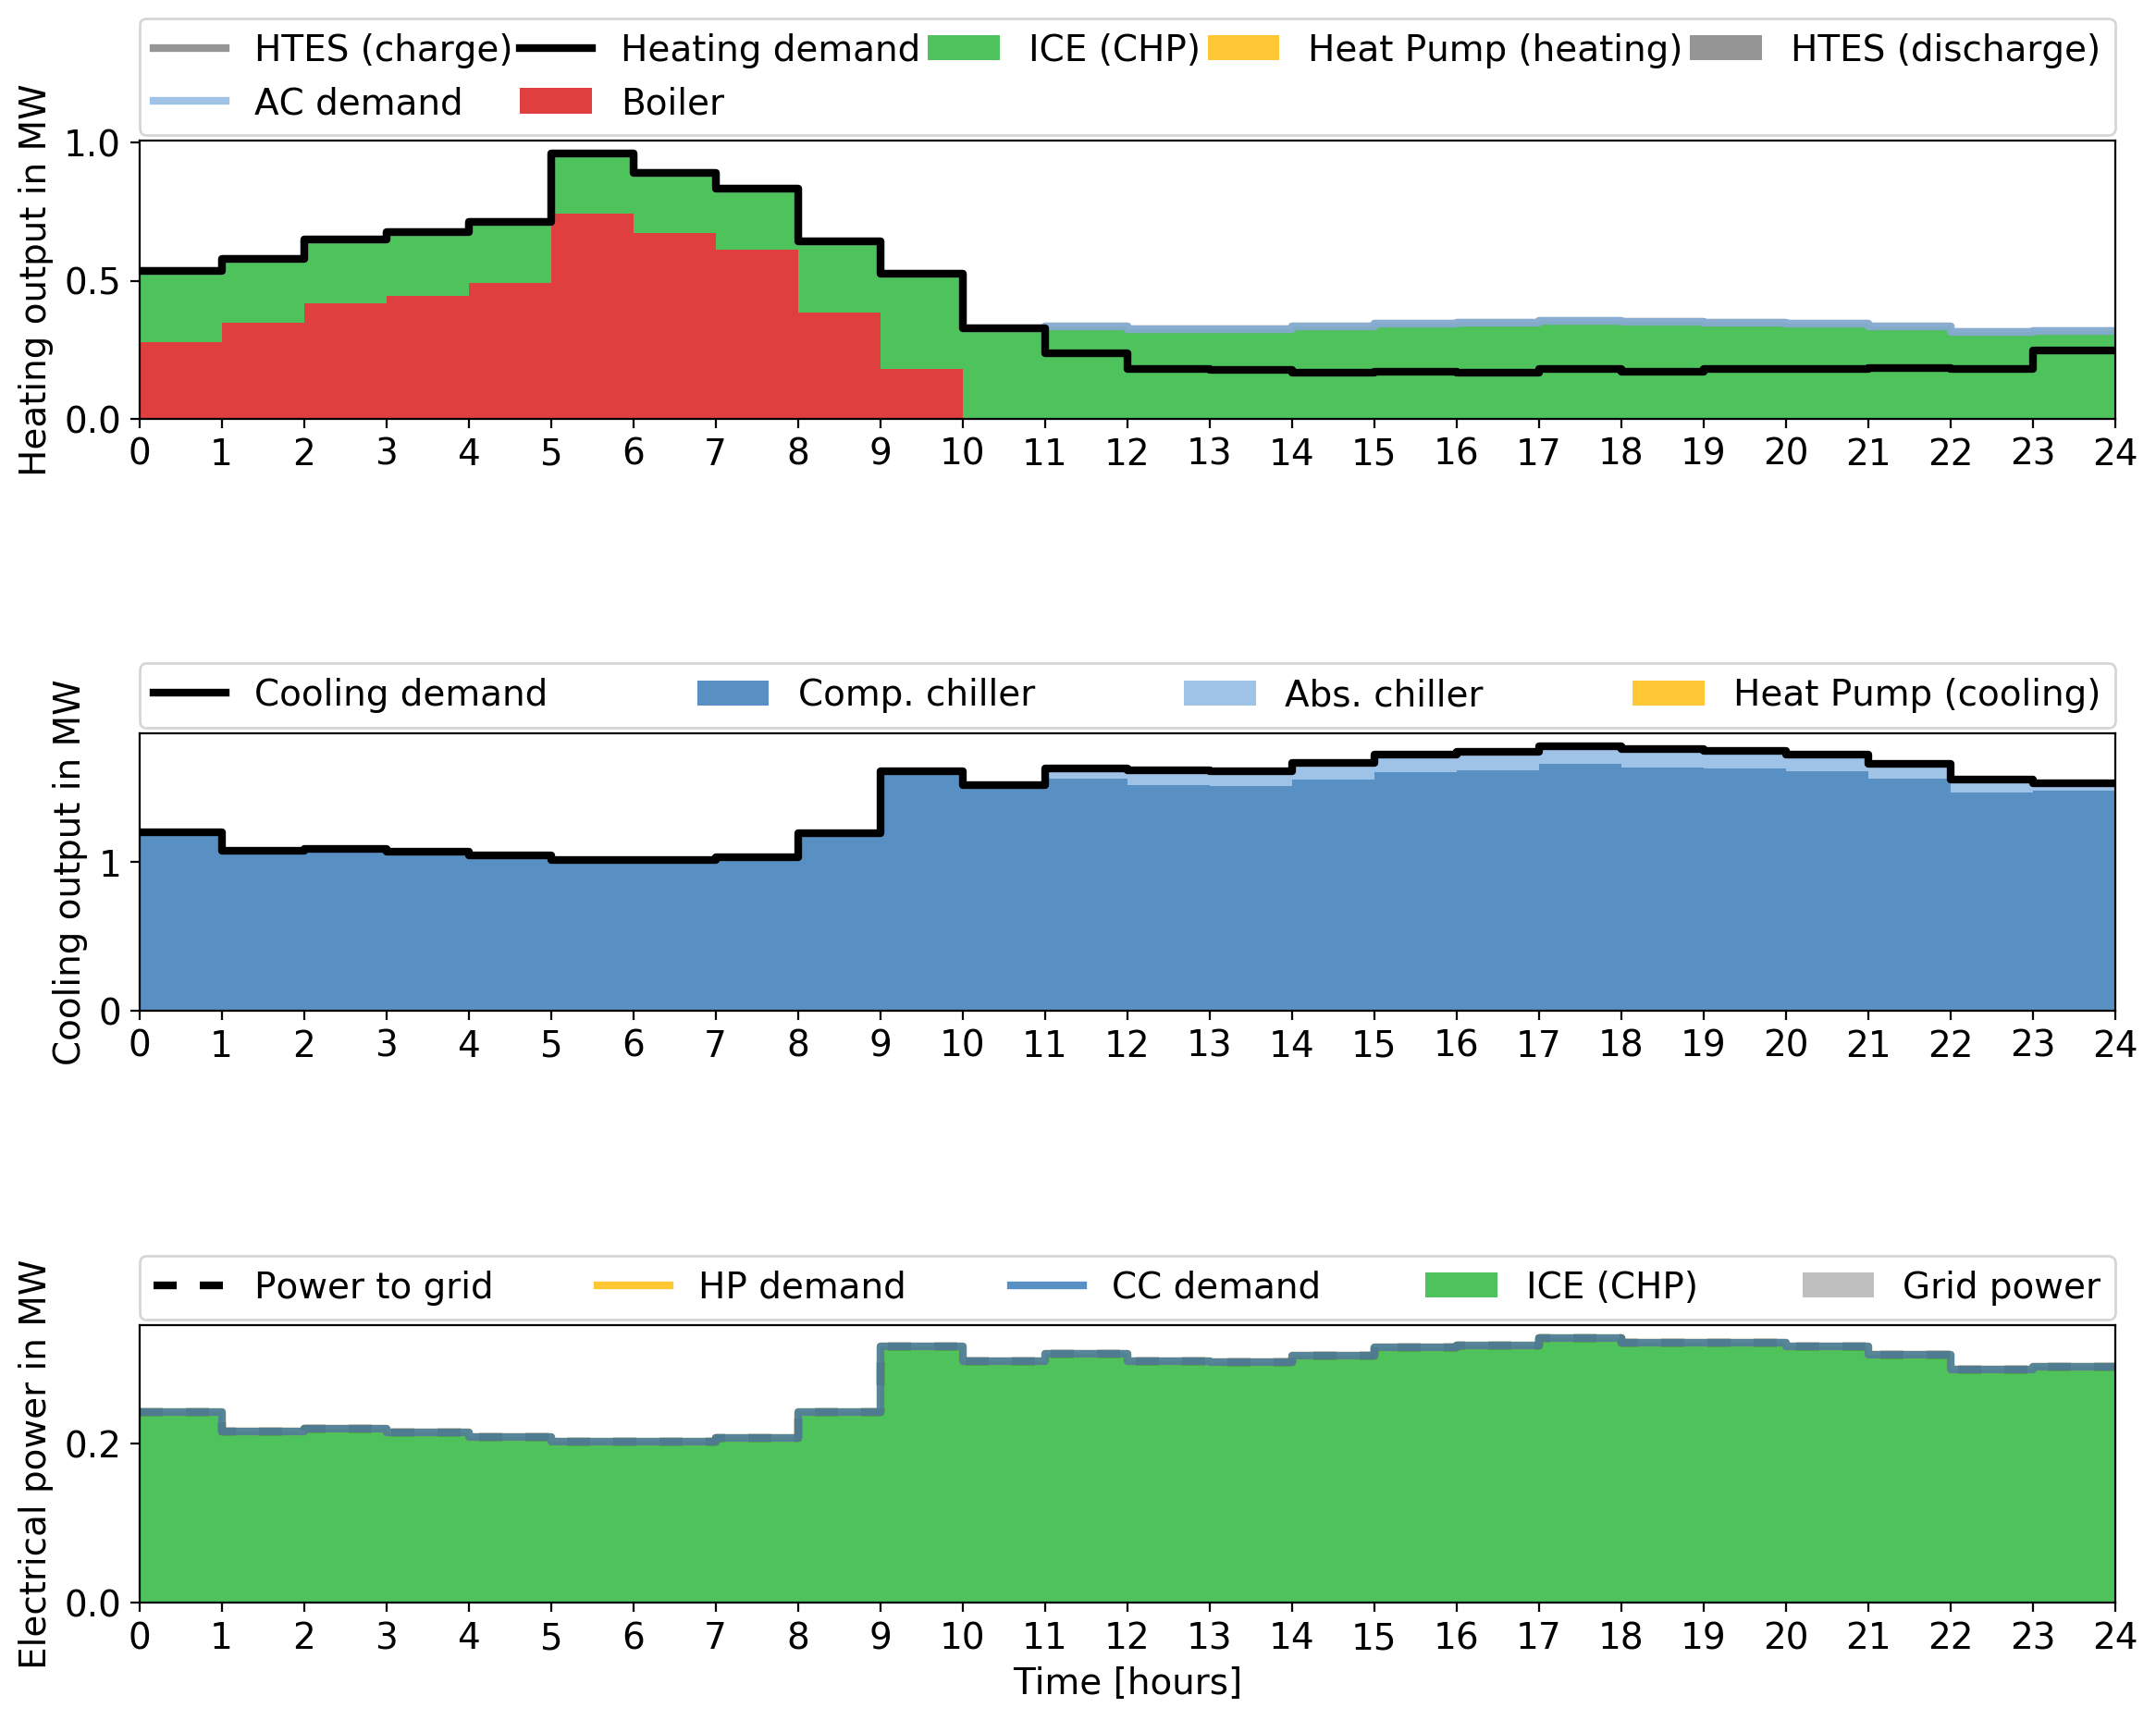 HTES (charge) Heating demand ICE (CHP) Heat Pump (heating) HTES (discharge)
AC demand Boiler
Heating output in MW
1.0
0.5
0.0
0 1 2 3 4 5 6 7 8 9 10 11 12 13 14 15 16 17 18 19 20 21 22 23 24
Cooling demand Comp. chiller Abs. chiller Heat Pump (cooling)
Cooling output in MW
1
0
0 1 2 3 4 5 6 7 8 9 10 11 12 13 14 15 16 17 18 19 20 21 22 23 24
Power to grid HP demand CC demand ICE (CHP) Grid power
Electrical power in MW
0.2
0.0
0 1 2 3 4 5 6 7 8 9 10 11 12 13 14 15 16 17 18 19 20 21 22 23 24
Time [hours]